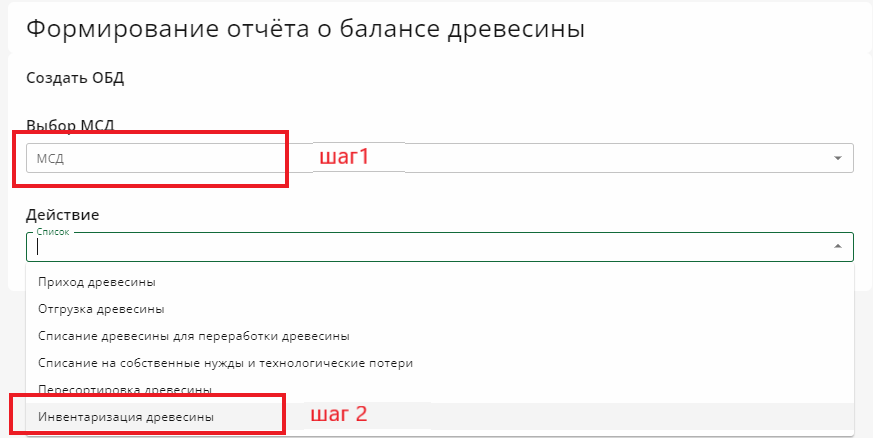 Формирование отчёта о балансе древесины
Создать ОБД
Выбор МСД
МСД
шаг1
Действие
Список
Приход древесины
Отгрузка древесины
Списание древесины для переработки древесины
Списание на собственные нужды и технологические потери
Пересортировка древесины
Инвентаризация древесины
шаг 2